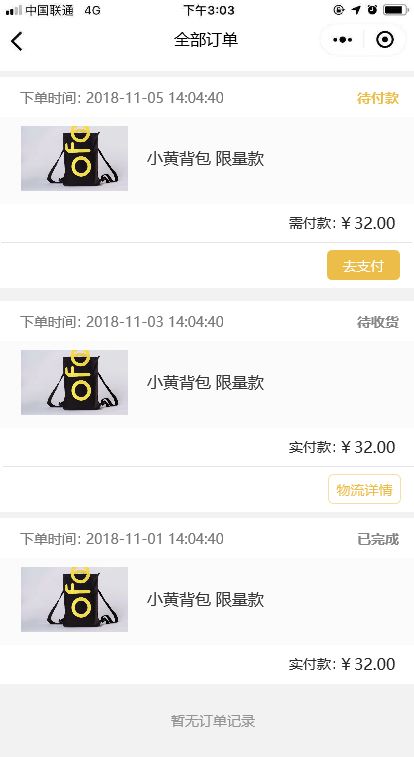 中国联通 4G 下午3:03
全部订单
下单时间: 2018-11-05 14:04:40 待付款
ofo
小黄背包 限量款
需付款: ¥ 32.00
去支付
下单时间: 2018-11-03 14:04:40 待收货
ofo
小黄背包 限量款
实付款: ¥ 32.00
物流详情
下单时间: 2018-11-01 14:04:40 已完成
ofo
小黄背包 限量款
实付款: ¥ 32.00
暂无订单记录